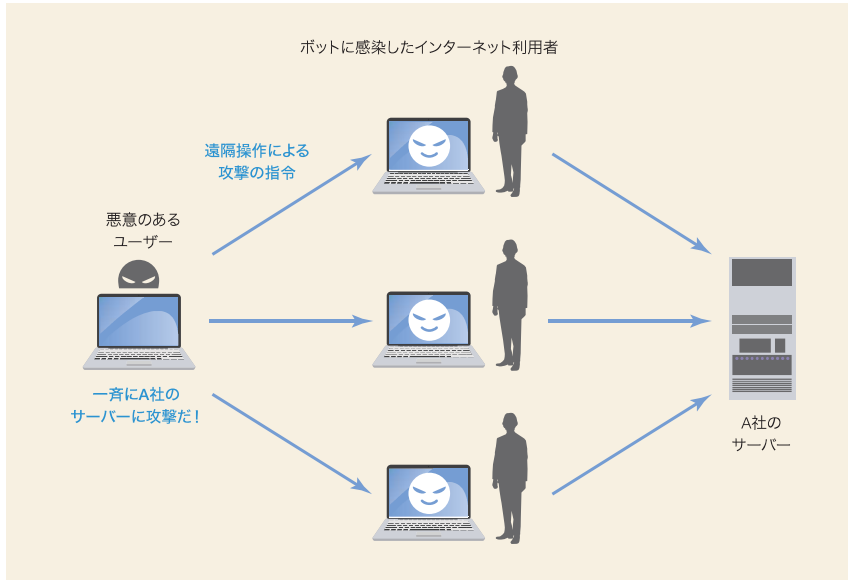 ボットに感染したインターネット利用者
遠隔操作による
攻撃の指令
悪意のある
ユーザー
一斉にA社の
サーバーに攻撃だ！
A社の
サーバー